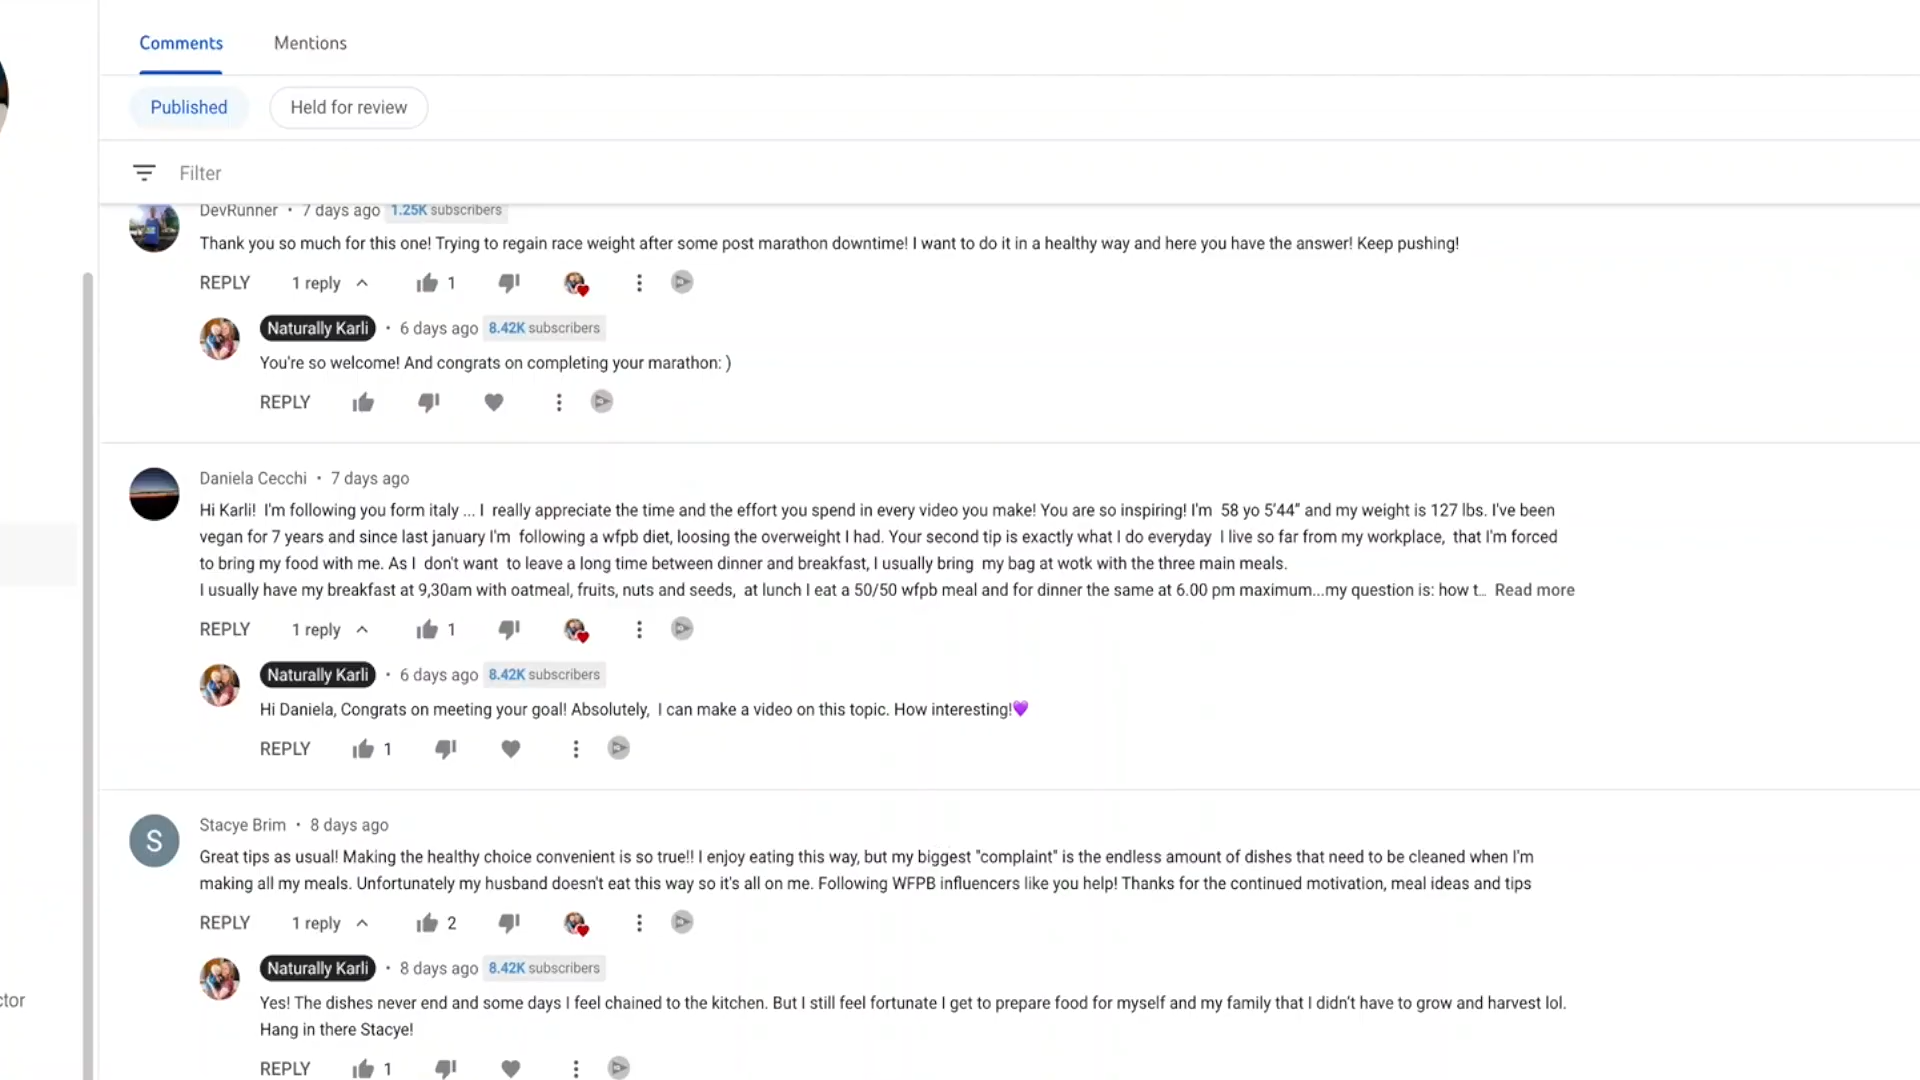 Comments Mentions
Published Held for review
Filter
DevRunner • 7 days ago 1.25K subscribers
Thank you so much for this one! Trying to regain race weight after some post marathon downtime! I want to do it in a healthy way and here you have the answer! Keep pushing!
REPLY 1 reply 1
Naturally Karli • 6 days ago 8.42K subscribers
You're so welcome! And congrats on completing your marathon: )
REPLY
Daniela Cecchi • 7 days ago
Hi Karli! I'm following you form italy ... I really appreciate the time and the effort you spend in every video you make! You are so inspiring! I'm 58 yo 5'44" and my weight is 127 lbs. I've been
vegan for 7 years and since last january I'm following a wfpb diet, loosing the overweight I had. Your second tip is exactly what I do everyday I live so far from my workplace, that I'm forced
to bring my food with me. As I don't want to leave a long time between dinner and breakfast, I usually bring my bag at wotk with the three main meals.
I usually have my breakfast at 9,30am with oatmeal, fruits, nuts and seeds, at lunch I eat a 50/50 wfpb meal and for dinner the same at 6.00 pm maximum...my question is: how t... Read more
REPLY 1 reply 1
Naturally Karli • 6 days ago 8.42K subscribers
Hi Daniela, Congrats on meeting your goal! Absolutely, I can make a video on this topic. How interesting!💜
REPLY 1
S
Stacye Brim • 8 days ago
Great tips as usual! Making the healthy choice convenient is so true!! I enjoy eating this way, but my biggest "complaint" is the endless amount of dishes that need to be cleaned when I'm
making all my meals. Unfortunately my husband doesn't eat this way so it's all on me. Following WFPB influencers like you help! Thanks for the continued motivation, meal ideas and tips
REPLY 1 reply 2
Naturally Karli • 8 days ago 8.42K subscribers
ctor
Yes! The dishes never end and some days I feel chained to the kitchen. But I still feel fortunate I get to prepare food for myself and my family that I didn't have to grow and harvest lol.
Hang in there Stacye!
REPLY 1